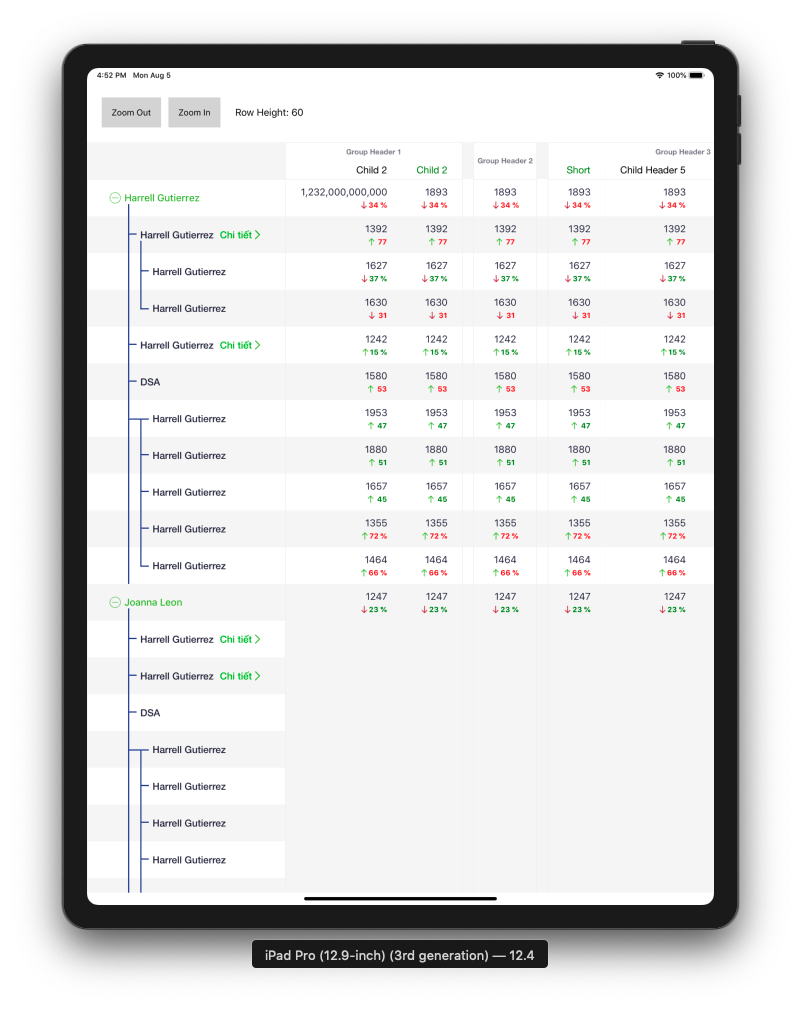 4:52 PM Mon Aug 5 100%
Zoom Out Zoom In Row Height: 60
Group Header 1 Group Header 2 Group Header 3
Child 2 Child 2 Short Child Header 5
Harrell Gutierrez 1,232,000,000,000 1893 1893 1893 1893
↓34 % ↓34 % ↓34 % ↓34 % ↓34 %
Harrell Gutierrez Chi tiết 1392 1392 1392 1392 1392
↑ 77 ↑ 77 ↑ 77 ↑ 77 ↑ 77
Harrell Gutierrez 1627 1627 1627 1627 1627
↓37 % ↓37 % ↓37 % ↓37 % ↓37 %
Harrell Gutierrez 1630 1630 1630 1630 1630
↓ 31 ↓ 31 ↓ 31 ↓ 31 ↓ 31
Harrell Gutierrez Chi tiết 1242 1242 1242 1242 1242
↑15 % ↑15 % ↑15 % ↑15 % ↑15 %
DSA 1580 1580 1580 1580 1580
↑ 53 ↑ 53 ↑ 53 ↑ 53 ↑ 53
Harrell Gutierrez 1953 1953 1953 1953 1953
↑ 47 ↑ 47 ↑ 47 ↑ 47 ↑ 47
Harrell Gutierrez 1880 1880 1880 1880 1880
↑ 51 ↑ 51 ↑ 51 ↑ 51 ↑ 51
Harrell Gutierrez 1657 1657 1657 1657 1657
↑ 45 ↑ 45 ↑ 45 ↑ 45 ↑ 45
Harrell Gutierrez 1355 1355 1355 1355 1355
↑72 % ↑72 % ↑72 % ↑72 % ↑72 %
Harrell Gutierrez 1464 1464 1464 1464 1464
↑66 % ↑66 % ↑66 % ↑66 % ↑66 %
Joanna Leon 1247 1247 1247 1247 1247
↓23 % ↓23 % ↓23 % ↓23 % ↓23 %
Harrell Gutierrez Chi tiết
Harrell Gutierrez Chi tiết
DSA
Harrell Gutierrez
Harrell Gutierrez
Harrell Gutierrez
Harrell Gutierrez
iPad Pro (12.9-inch) (3rd generation) — 12.4